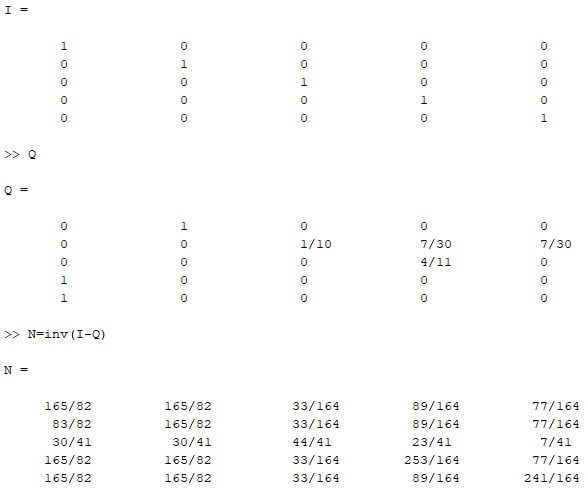 I =
1 0 0 0 0
0 1 0 0 0
0 0 1 0 0
0 0 0 1 0
0 0 0 0 1
>> Q
Q =
0 1 0 0 0
0 0 1/10 7/30 7/30
0 0 0 4/11 0
1 0 0 0 0
1 0 0 0 0
>> N=inv(I-Q)
N =
165/82 165/82 33/164 89/164 77/164
83/82 165/82 33/164 89/164 77/164
30/41 30/41 44/41 23/41 7/41
165/82 165/82 33/164 253/164 77/164
165/82 165/82 33/164 89/164 241/164